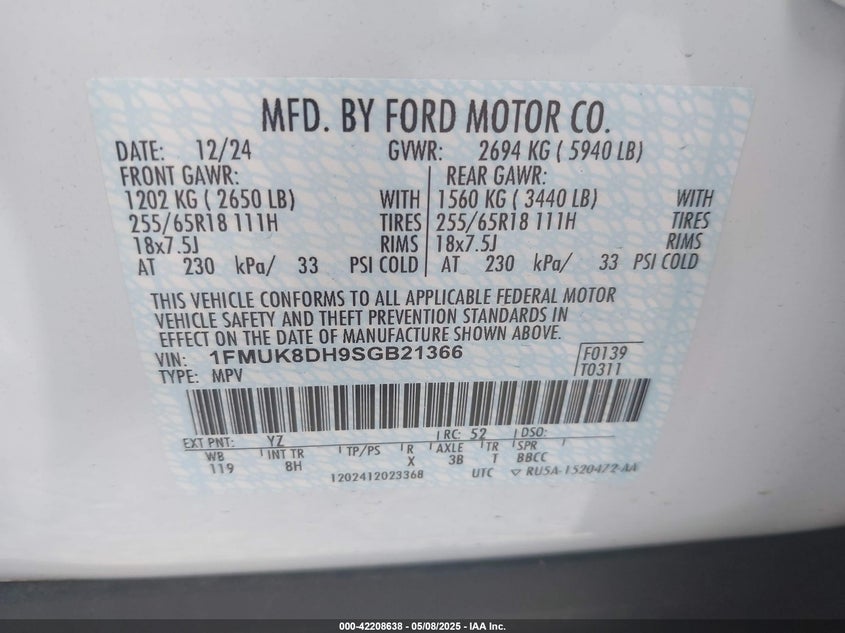 MFD. BY FORD MOTOR CO.
DATE: 12/24 GVWR: 2694 KG ( 5940 LB)
FRONT GAWR: REAR GAWR:
1202 KG ( 2650 LB) WITH 1560 KG ( 3440 LB) WITH
255/65R18 111H TIRES 255/65R18 111H TIRES
18x7.5J RIMS 18x7.5J RIMS
AT 230 kPa/ 33 PSI COLD AT 230 kPa/ 33 PSI COLD
THIS VEHICLE CONFORMS TO ALL APPLICABLE FEDERAL MOTOR
VEHICLE SAFETY AND THEFT PREVENTION STANDARDS IN
EFFECT ON THE DATE OF MANUFACTURE SHOWN ABOVE.
VIN: 1FMUK8DH9SGB21366 F0139
TYPE: MPV T0311
EXT PNT: YZ RC: 52 DSO:
WB INT TR TP/PS R AXLE TR SPR
119 8H X 3B T BBCC
1202412023368 UTC ▽ RU5A-1520472-AA
000-42208638 - 05/08/2025 - IAA Inc.